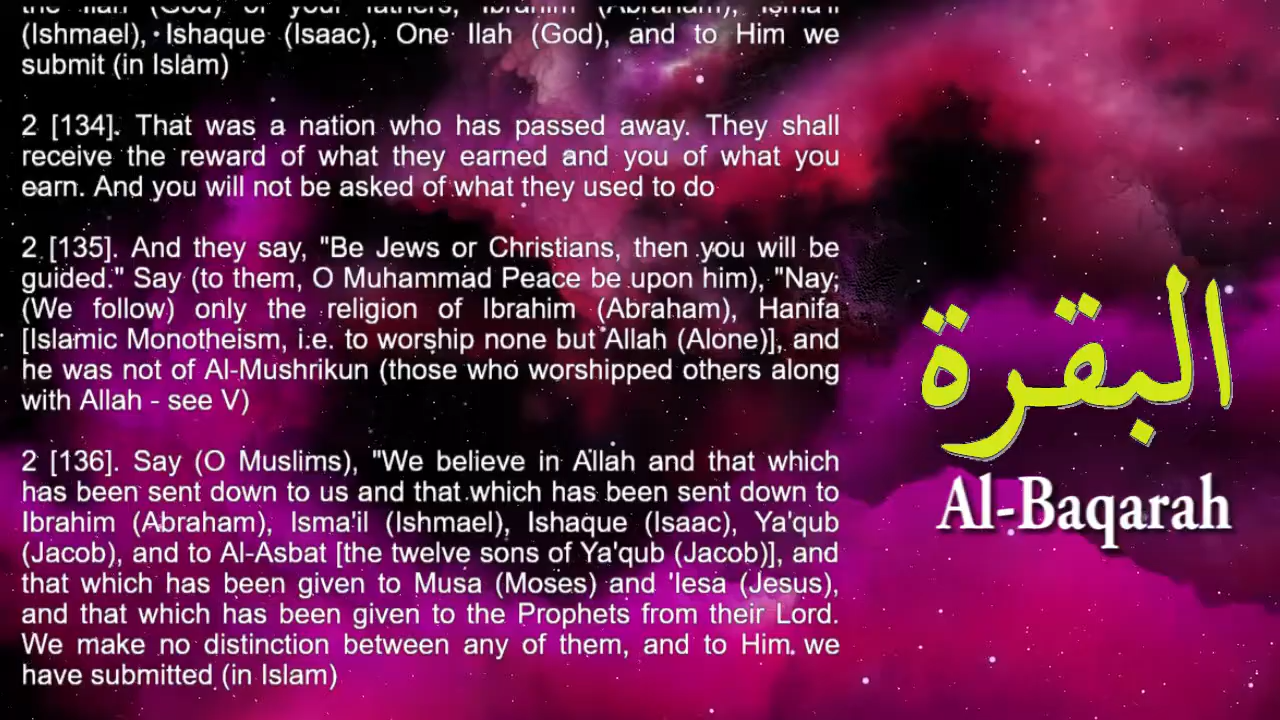 the Ilah (God) of your fathers, Ibrahim (Abraham), Isma'il
(Ishmael), Ishaque (Isaac), One Ilah (God), and to Him we
submit (in Islam)
2 [134]. That was a nation who has passed away. They shall
receive the reward of what they earned and you of what you
earn. And you will not be asked of what they used to do
2 [135]. And they say, "Be Jews or Christians, then you will be
guided." Say (to them, O Muhammad Peace be upon him), "Nay,
(We follow) only the religion of Ibrahim (Abraham), Hanifa
[Islamic Monotheism, i.e. to worship none but Allah (Alone)], and
he was not of Al-Mushrikun (those who worshipped others along
with Allah - see V)
2 [136]. Say (O Muslims), "We believe in Allah and that which
has been sent down to us and that which has been sent down to
Ibrahim (Abraham), Isma'il (Ishmael), Ishaque (Isaac), Ya'qub
(Jacob), and to Al-Asbat [the twelve sons of Ya'qub (Jacob)], and
that which has been given to Musa (Moses) and 'Iesa (Jesus),
and that which has been given to the Prophets from their Lord.
We make no distinction between any of them, and to Him we
have submitted (in Islam)
البقرة
Al-Baqarah